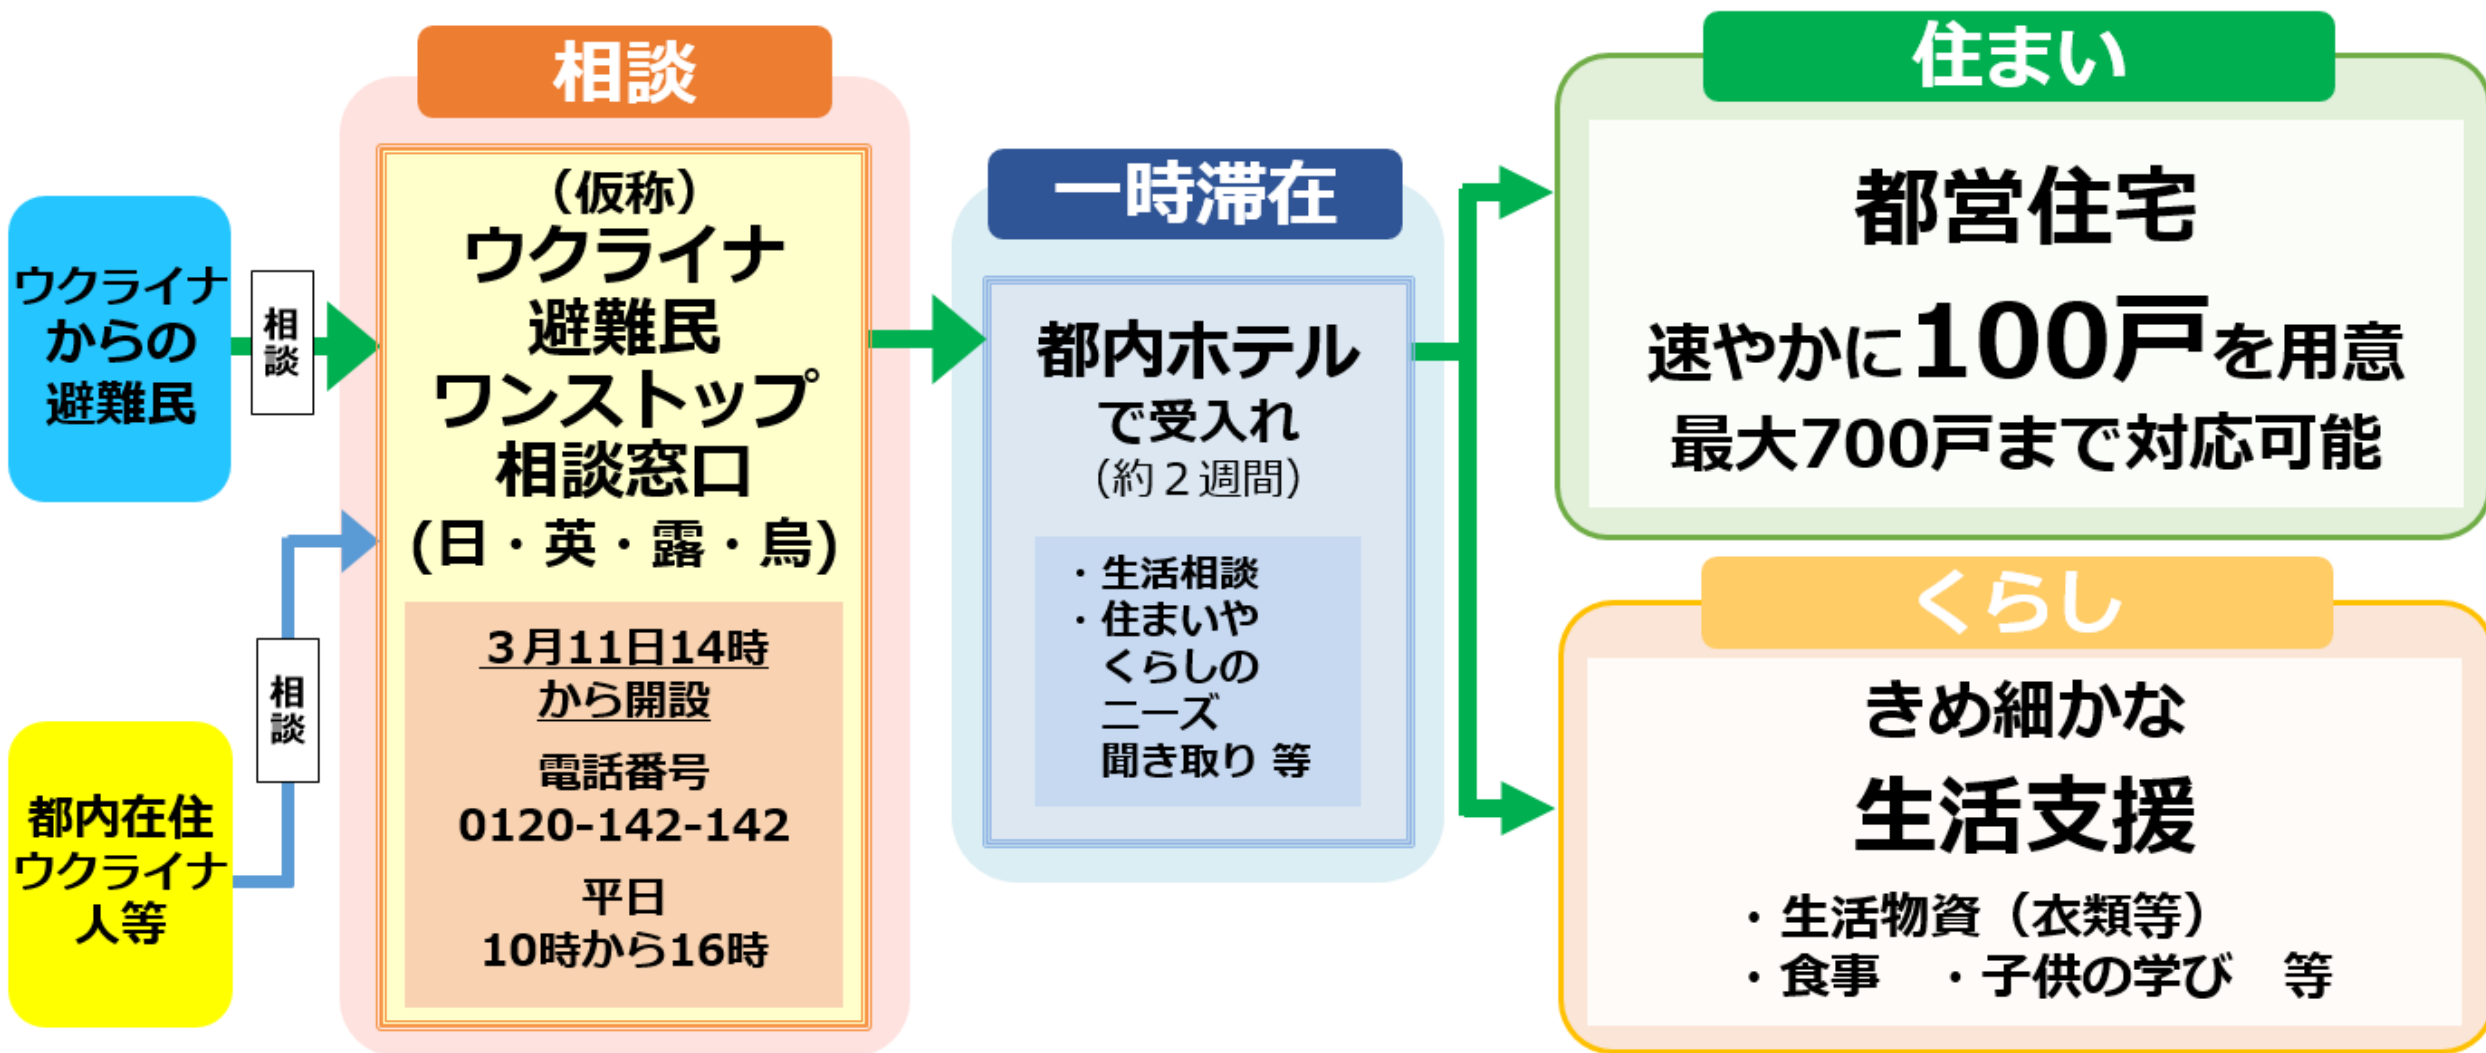 ウクライナ
からの
避難民
相談
都内在住
ウクライナ
人等
相談
相談
（仮称）
ウクライナ
避難民
ワンストップ
相談窓口
(日・英・露・烏)
３月11日14時
から開設
電話番号
0120-142-142
平日
10時から16時
一時滞在
都内ホテル
で受入れ
（約２週間）
・生活相談
・住まいや
くらしの
ニーズ
聞き取り 等
住まい
都営住宅
速やかに100戸を用意
最大700戸まで対応可能
くらし
きめ細かな
生活支援
・生活物資（衣類等）
・食事　・子供の学び　等